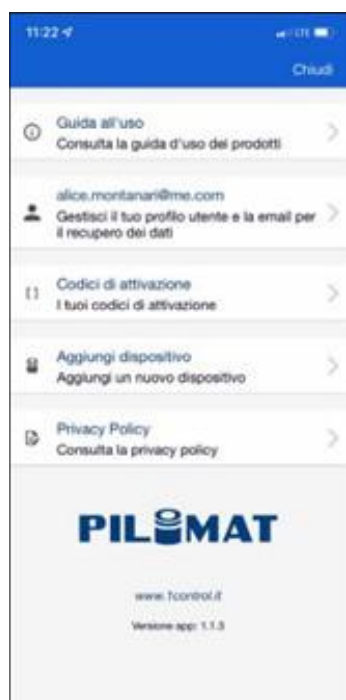 11:22
LTE
Chiudi
Guida all'uso
Consulta la guida d'uso dei prodotti
alice.montanari@me.com
Gestisci il tuo profilo utente e la email per
il recupero dei dati
Codici di attivazione
I tuoi codici di attivazione
Aggiungi dispositivo
Aggiungi un nuovo dispositivo
Privacy Policy
Consulta la privacy policy
PILOMAT
www.1control.it
Versione app: 1.1.3